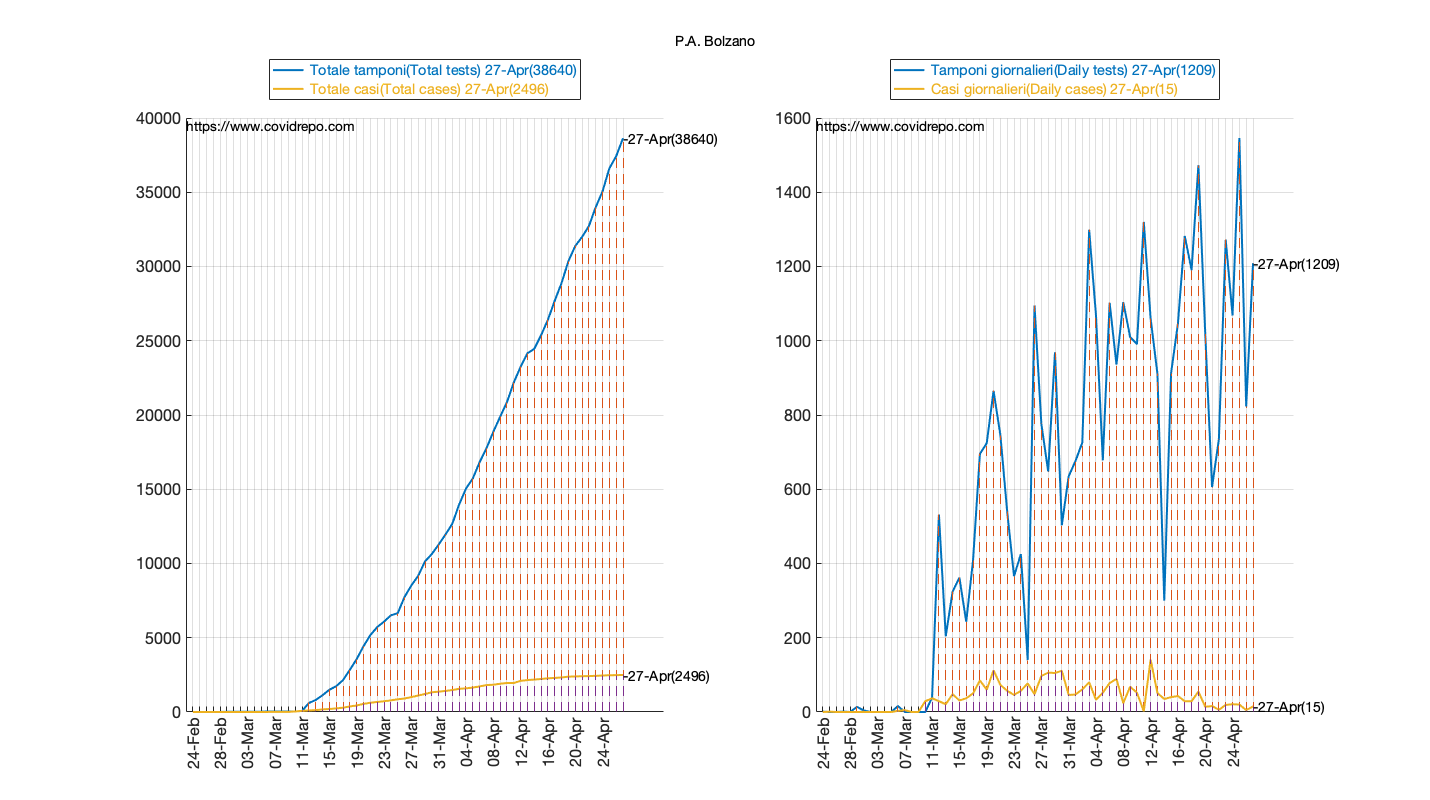 P.A. Bolzano
Totale tamponi(Total tests) 27-Apr(38640)
Totale casi(Total cases) 27-Apr(2496)
https://www.covidrepo.com
40000
35000
30000
25000
20000
15000
10000
5000
0
27-Apr(38640)
27-Apr(2496)
24-Feb
28-Feb
03-Mar
07-Mar
11-Mar
15-Mar
19-Mar
23-Mar
27-Mar
31-Mar
04-Apr
08-Apr
12-Apr
16-Apr
20-Apr
24-Apr
Tamponi giornalieri(Daily tests) 27-Apr(1209)
Casi giornalieri(Daily cases) 27-Apr(15)
https://www.covidrepo.com
1600
1400
1200
1000
800
600
400
200
0
27-Apr(1209)
27-Apr(15)
24-Feb
28-Feb
03-Mar
07-Mar
11-Mar
15-Mar
19-Mar
23-Mar
27-Mar
31-Mar
04-Apr
08-Apr
12-Apr
16-Apr
20-Apr
24-Apr